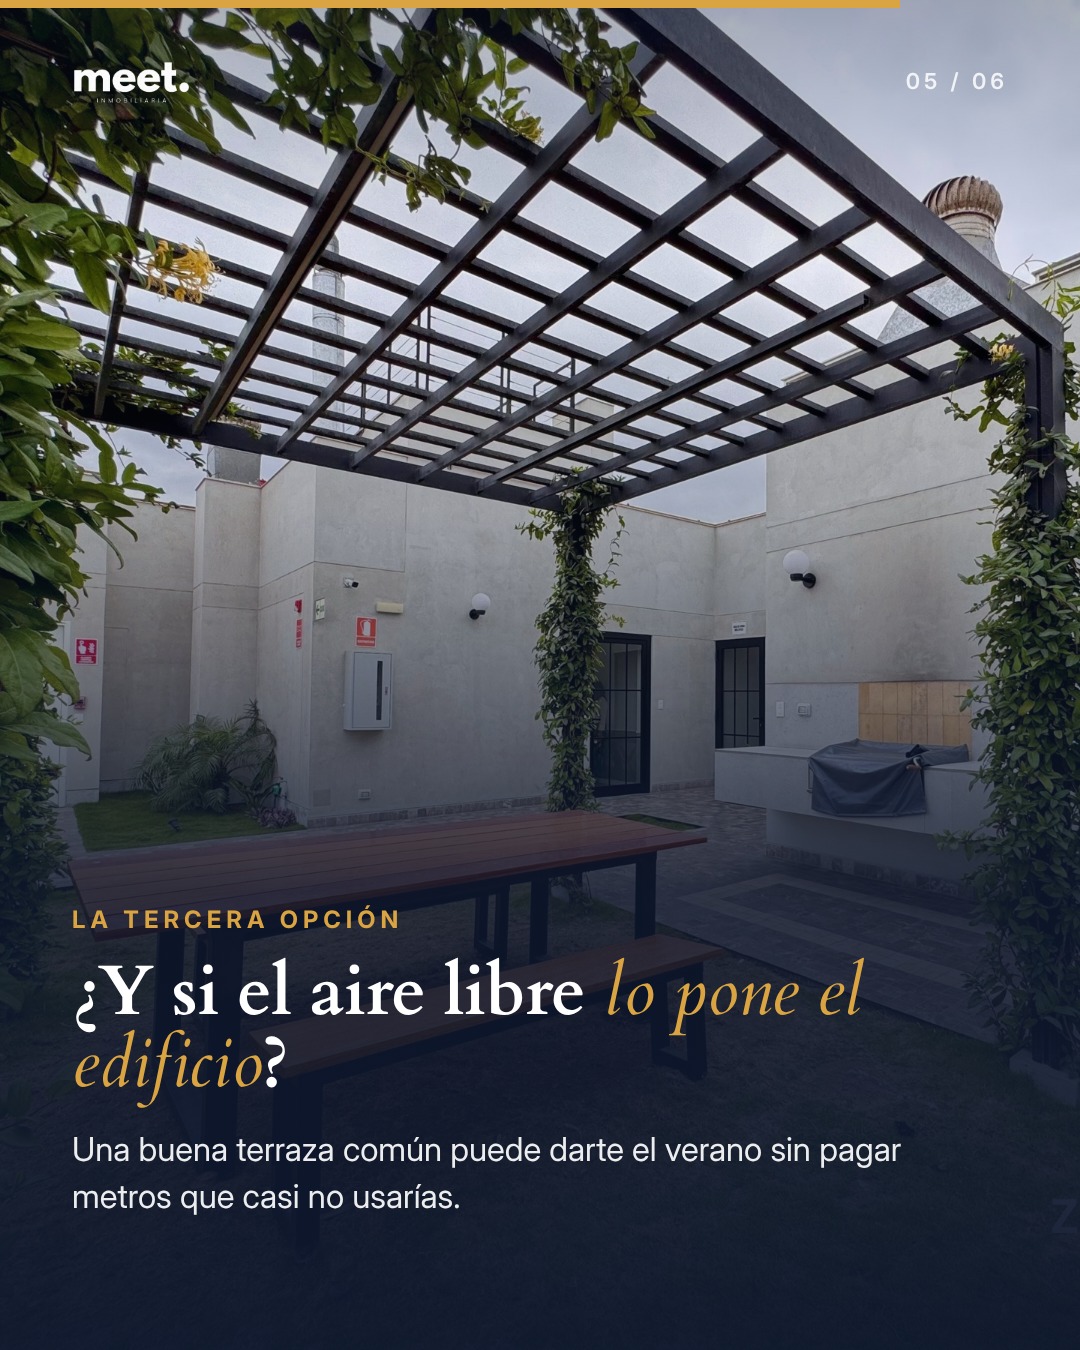 meet.
INMOBILIARIA
05 / 06
LA TERCERA OPCIÓN
¿Y si el aire libre lo pone el
edificio?
Una buena terraza común puede darte el verano sin pagar
metros que casi no usarías.